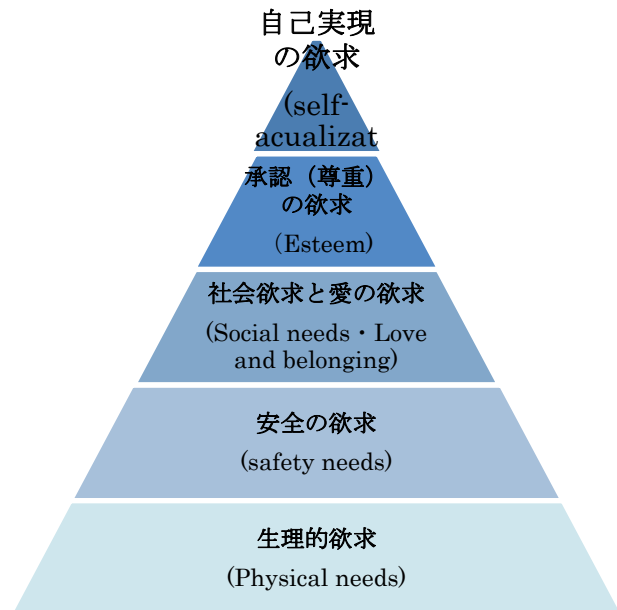 自己実現
の欲求
(self-
acualizat
承認（尊重）
の欲求
（Esteem)
社会欲求と愛の欲求
(Social needs・Love
and belonging)
安全の欲求
(safety needs)
生理的欲求
(Physical needs)